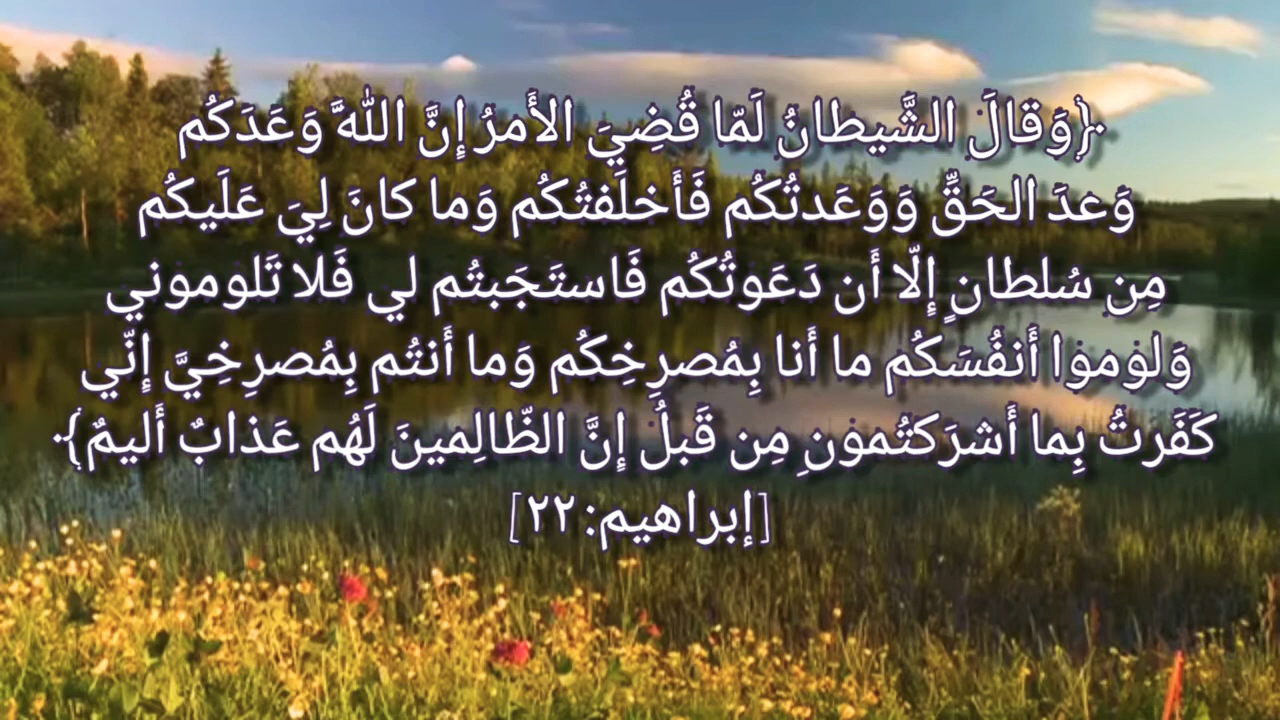 ﴿وَقالَ الشَّيطانُ لَمّا قُضِيَ الأَمرُ إِنَّ اللَّهَ وَعَدَكُم
وَعدَ الحَقِّ وَوَعَدتُكُم فَأَخلَفتُكُم وَما كانَ لِيَ عَلَيكُم
مِن سُلطانٍ إِلّا أَن دَعَوتُكُم فَاستَجَبتُم لي فَلا تَلوموني
وَلوموا أَنفُسَكُم ما أَنا بِمُصرِخِكُم وَما أَنتُم بِمُصرِخِيَّ إِنّي
كَفَرتُ بِما أَشرَكتُمونِ مِن قَبلُ إِنَّ الظّالِمينَ لَهُم عَذابٌ أَليمٌ﴾
[إبراهيم: ٢٢]